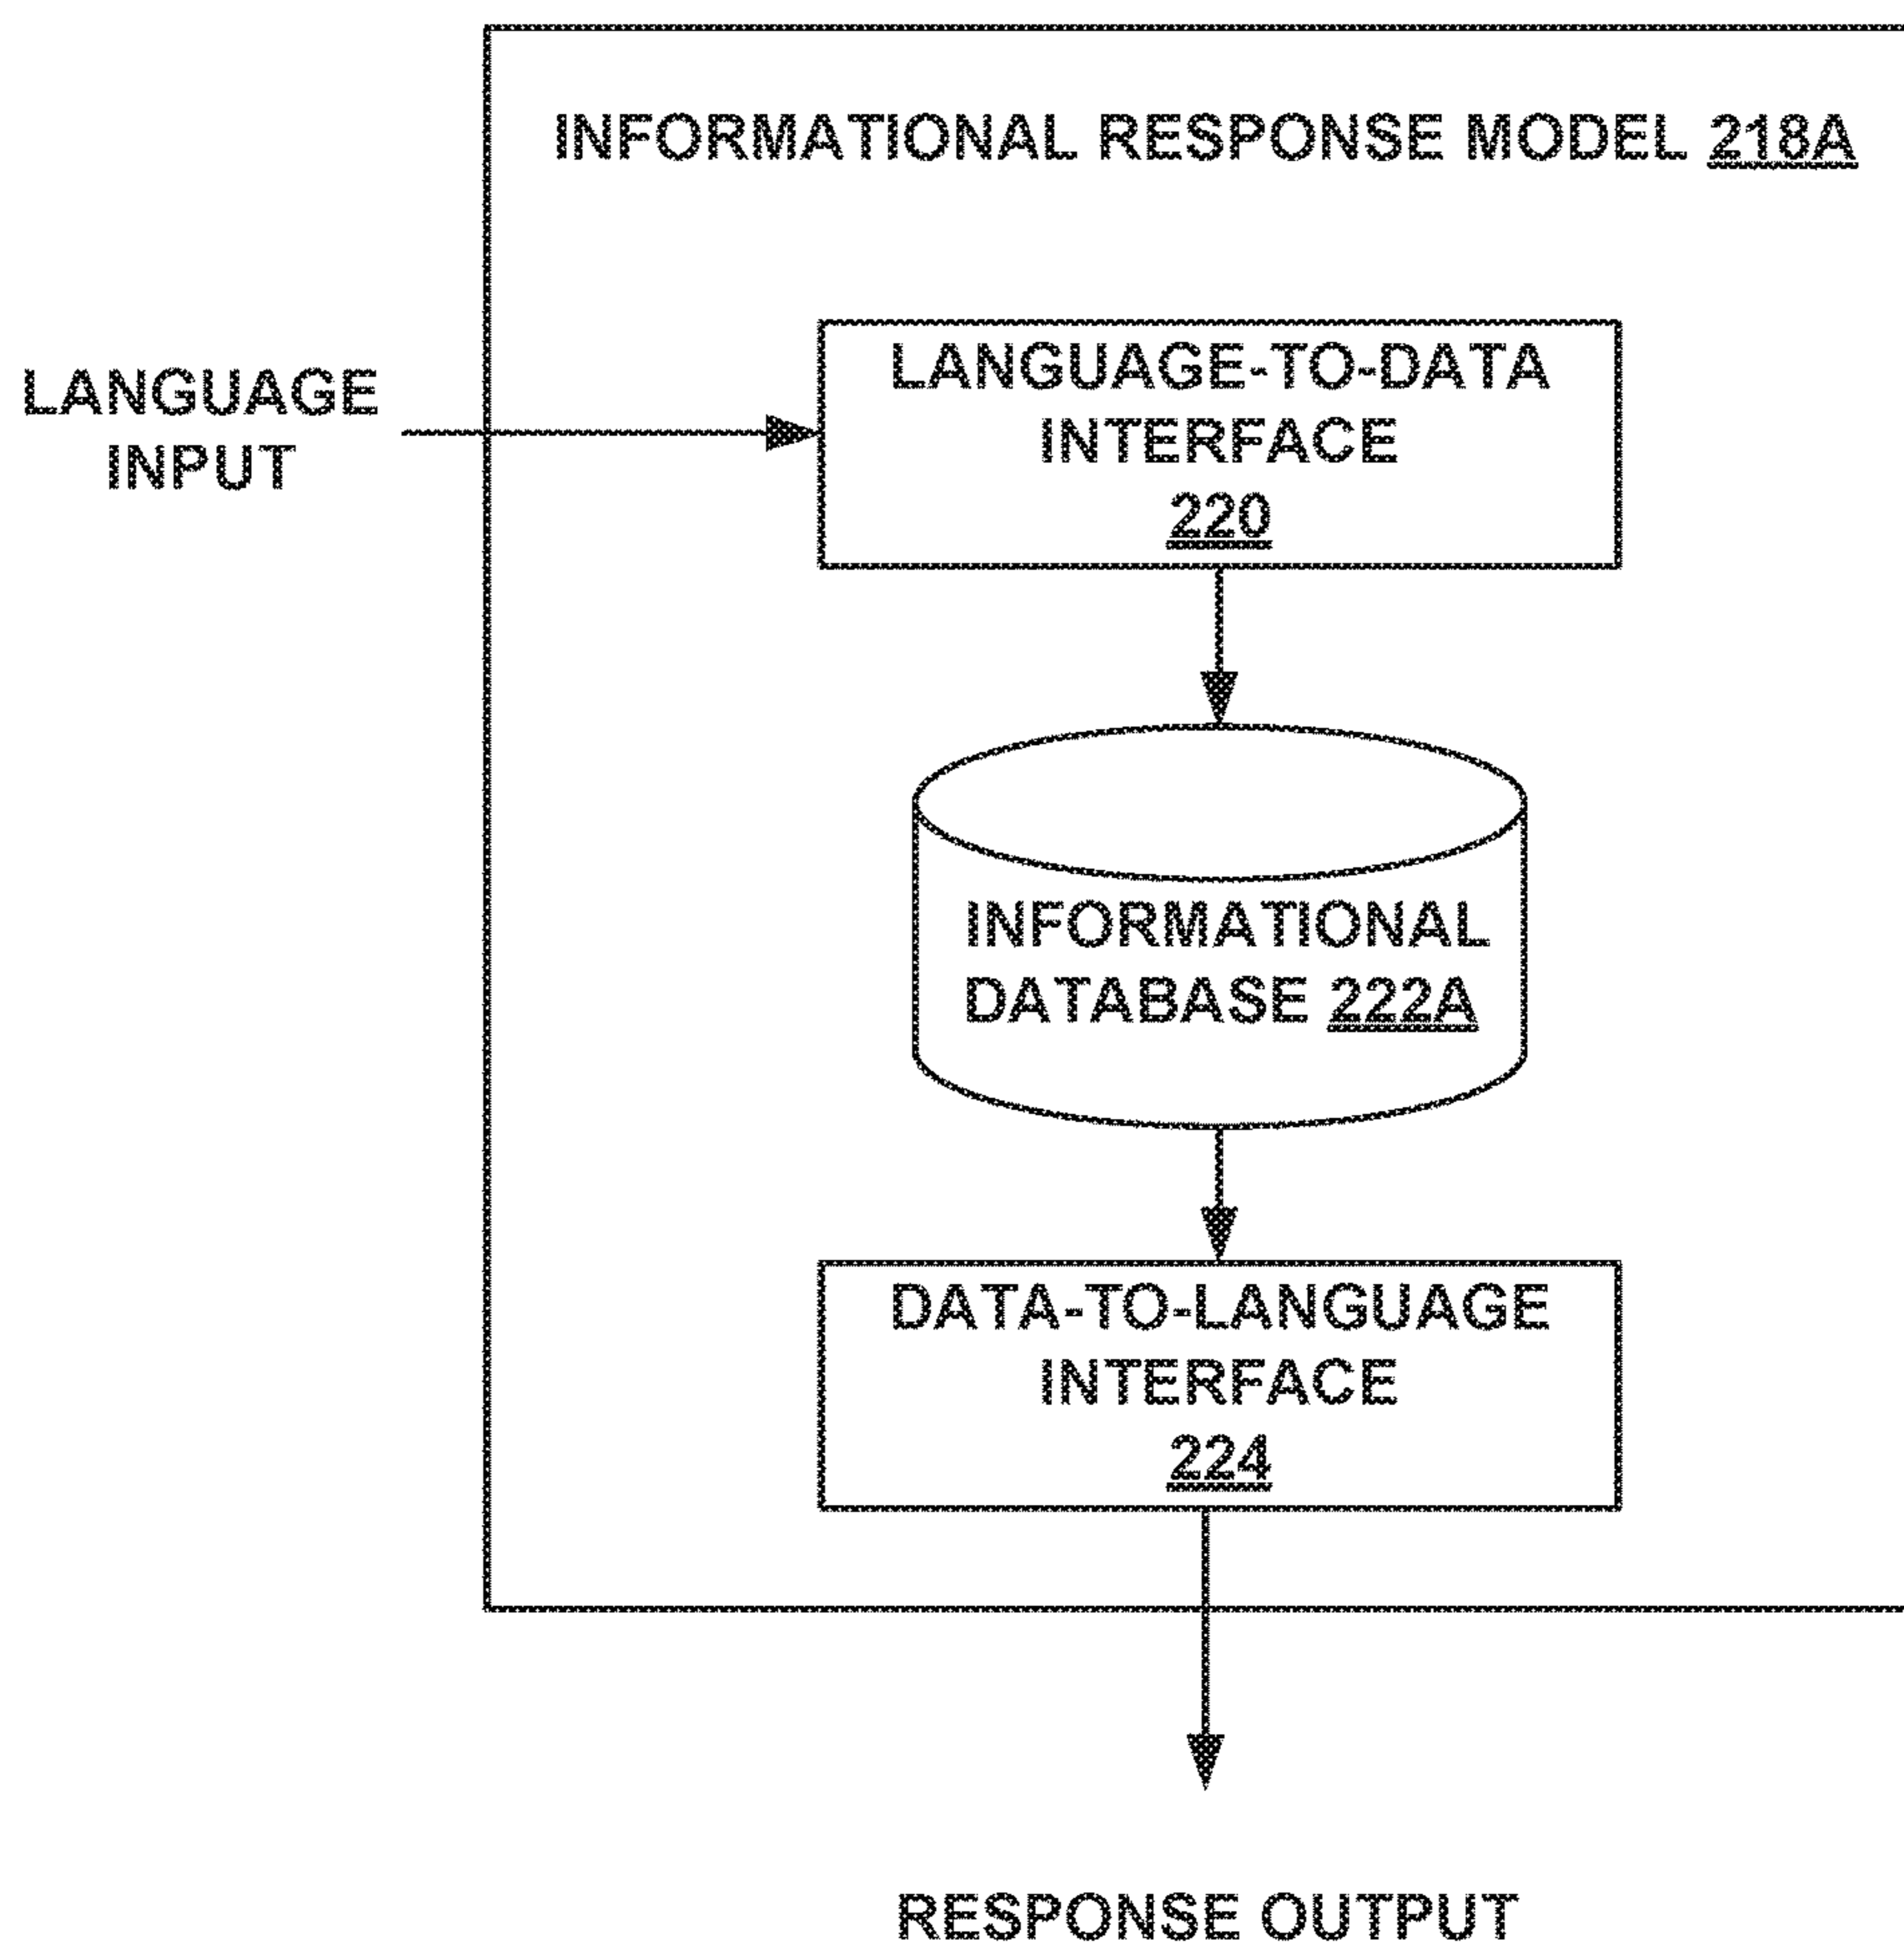 INFORMATIONAL RESPONSE MODEL 218A
LANGUAGE
INPUT
LANGUAGE-TO-DATA
INTERFACE
220
INFORMATIONAL
DATABASE 222A
DATA-TO-LANGUAGE
INTERFACE
224
RESPONSE OUTPUT